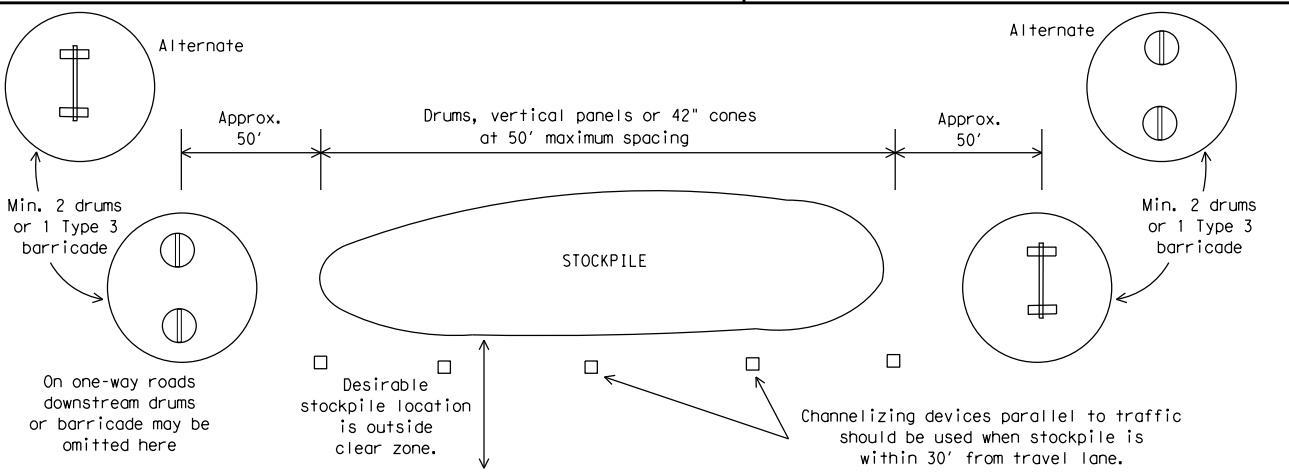 Alternate
Alternate
Approx.
50'
Drums, vertical panels or 42" cones
at 50' maximum spacing
Approx.
50'
Min. 2 drums
or 1 Type 3
barricade
STOCKPILE
Min. 2 drums
or 1 Type 3
barricade
On one-way roads
downstream drums
or barricade may be
omitted here
Desirable
stockpile location
is outside
clear zone.
Channelizing devices parallel to traffic
should be used when stockpile is
within 30' from travel lane.